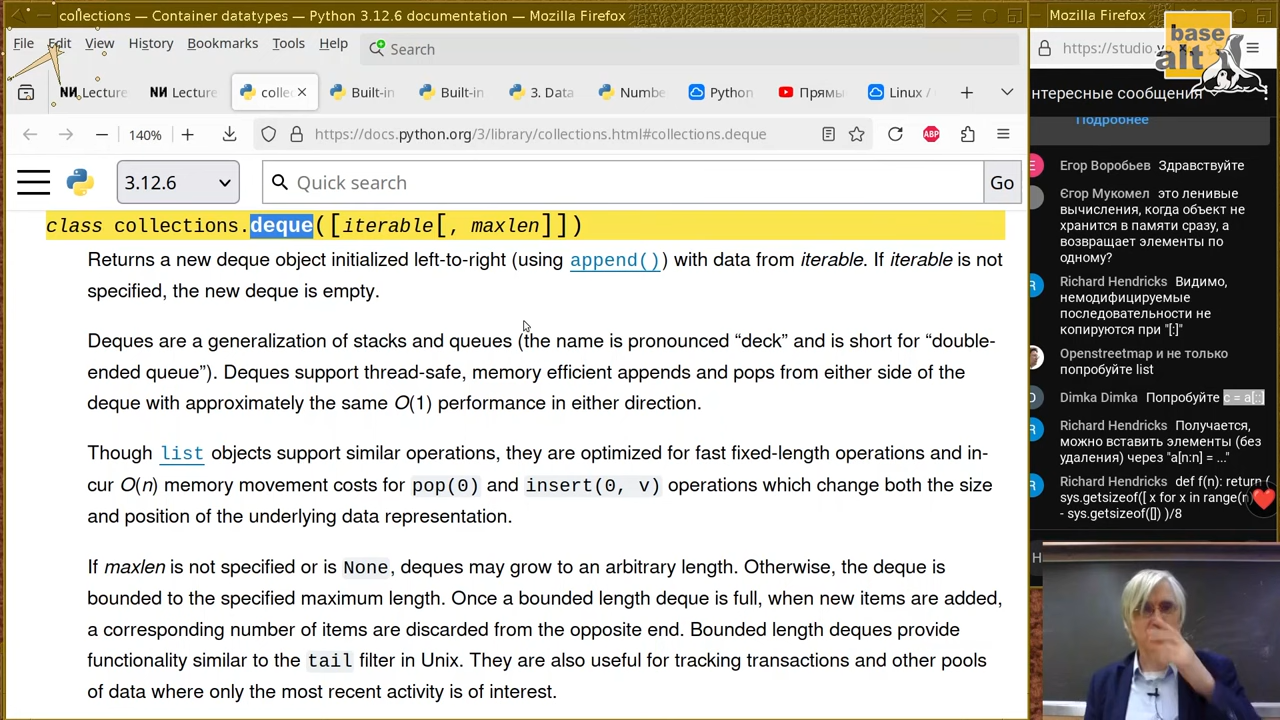 collections — Container datatypes — Python 3.12.6 documentation — Mozilla Firefox
File Edit View History Bookmarks Tools Help
Search
Lecture
Lecture
colle
Built-in
Built-in
3. Data
Numbe
Python
Прямы
Linux /
140%
https://docs.python.org/3/library/collections.html#collections.deque
ABP
3.12.6
Quick search
Go
class collections.deque([iterable[, maxlen]])
Returns a new deque object initialized left-to-right (using append()) with data from iterable. If iterable is not
specified, the new deque is empty.
Deques are a generalization of stacks and queues (the name is pronounced “deck” and is short for “double-
ended queue”). Deques support thread-safe, memory efficient appends and pops from either side of the
deque with approximately the same O(1) performance in either direction.
Though list objects support similar operations, they are optimized for fast fixed-length operations and in-
cur O(n) memory movement costs for pop(0) and insert(0, v) operations which change both the size
and position of the underlying data representation.
If maxlen is not specified or is None, deques may grow to an arbitrary length. Otherwise, the deque is
bounded to the specified maximum length. Once a bounded length deque is full, when new items are added,
a corresponding number of items are discarded from the opposite end. Bounded length deques provide
functionality similar to the tail filter in Unix. They are also useful for tracking transactions and other pools
of data where only the most recent activity is of interest.
Mozilla Firefox
base
alt
https://studio.y
нтересные сообщения
Подробнее
Егор Воробьев Здравствуйте
Єгор Мукомел это ленивые
вычисления, когда объект не
хранится в памяти сразу, а
возвращает элементы по
одному?
Richard Hendricks Видимо,
немодифицируемые
последовательности не
копируются при "[:]"
Openstreetmap и не только
попробуйте list
Dimka Dimka Попробуйте c = a[::]
Richard Hendricks Получается,
можно вставить элементы (без
удаления) через "a[n:n] = ..."
Richard Hendricks def f(n): return (
sys.getsizeof([ x for x in range(n)
- sys.getsizeof([]) )/8